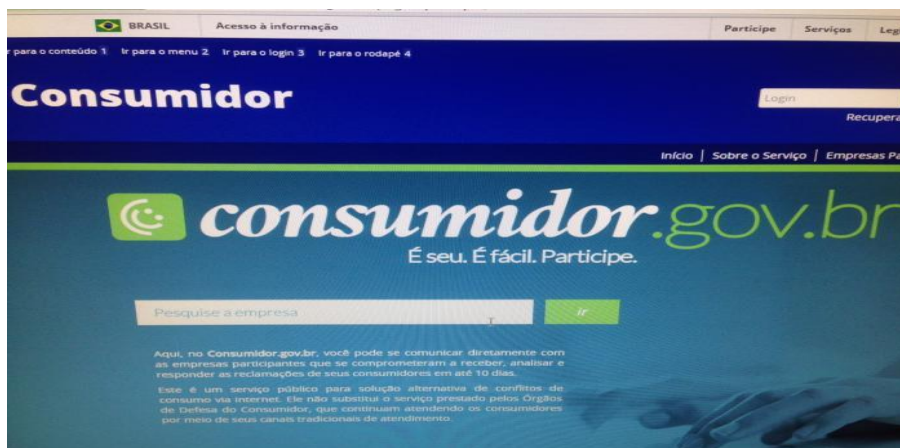 BRASIL Acesso à informação Participe Serviços
r para o conteúdo 1 Ir para o menu 2 Ir para o login 3 Ir para o rodapé 4
Consumidor
Login
Recupera
Início | Sobre o Serviço | Empresas Pa
consumidor.gov.br
É seu. É fácil. Participe.
Pesquise a empresa ir
Aqui, no Consumidor.gov.br, você pode se comunicar diretamente com
as empresas participantes que se comprometeram a receber, analisar e
responder as reclamações de seus consumidores em até 10 dias.
Este é um serviço público para solução alternativa de conflitos de
consumo via internet. Ele não substitui o serviço prestado pelos Órgãos
de Defesa do Consumidor, que continuam atendendo os consumidores
por meio de seus canais tradicionais de atendimento.